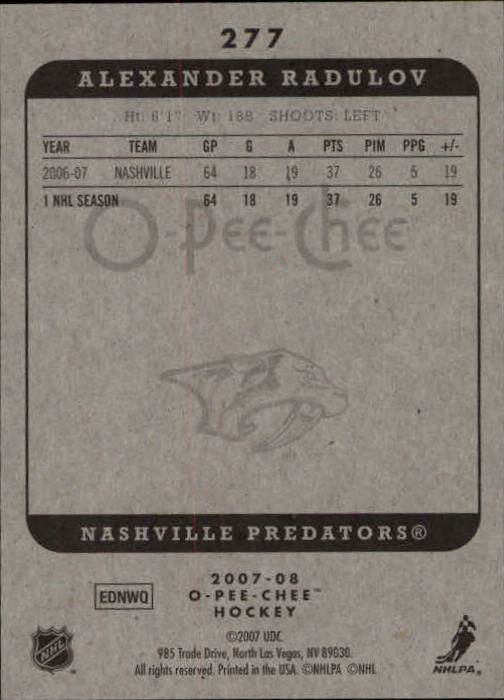 277
ALEXANDER RADULOV
Ht: 6'1" Wt: 188 SHOOTS: LEFT
YEAR TEAM GP G A PTS PIM PPG +/-
2006-07 NASHVILLE 64 18 19 37 26 5 19
1 NHL SEASON 64 18 19 37 26 5 19
O-Pee-Chee
NASHVILLE PREDATORS®
2007-08
EDNWQ O-PEE-CHEE™
HOCKEY
©2007 UDC.
985 Trade Drive, North Las Vegas, NV 89030.
All rights reserved. Printed in the USA. ©NHLPA ©NHL
NHL
NHLPA®